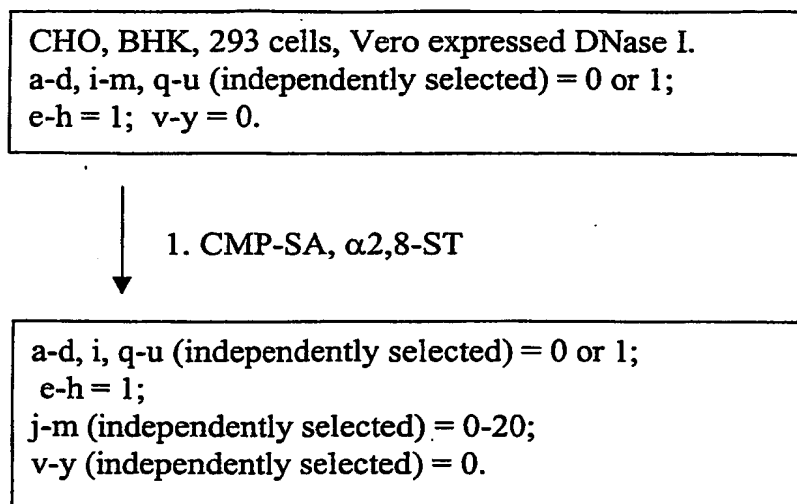 CHO, BHK, 293 cells, Vero expressed DNase I.
a-d, i-m, q-u (independently selected) = 0 or 1;
e-h = 1; v-y = 0.
1. CMP-SA, α2,8-ST
a-d, i, q-u (independently selected) = 0 or 1;
e-h = 1;
j-m (independently selected) = 0-20;
v-y (independently selected) = 0.